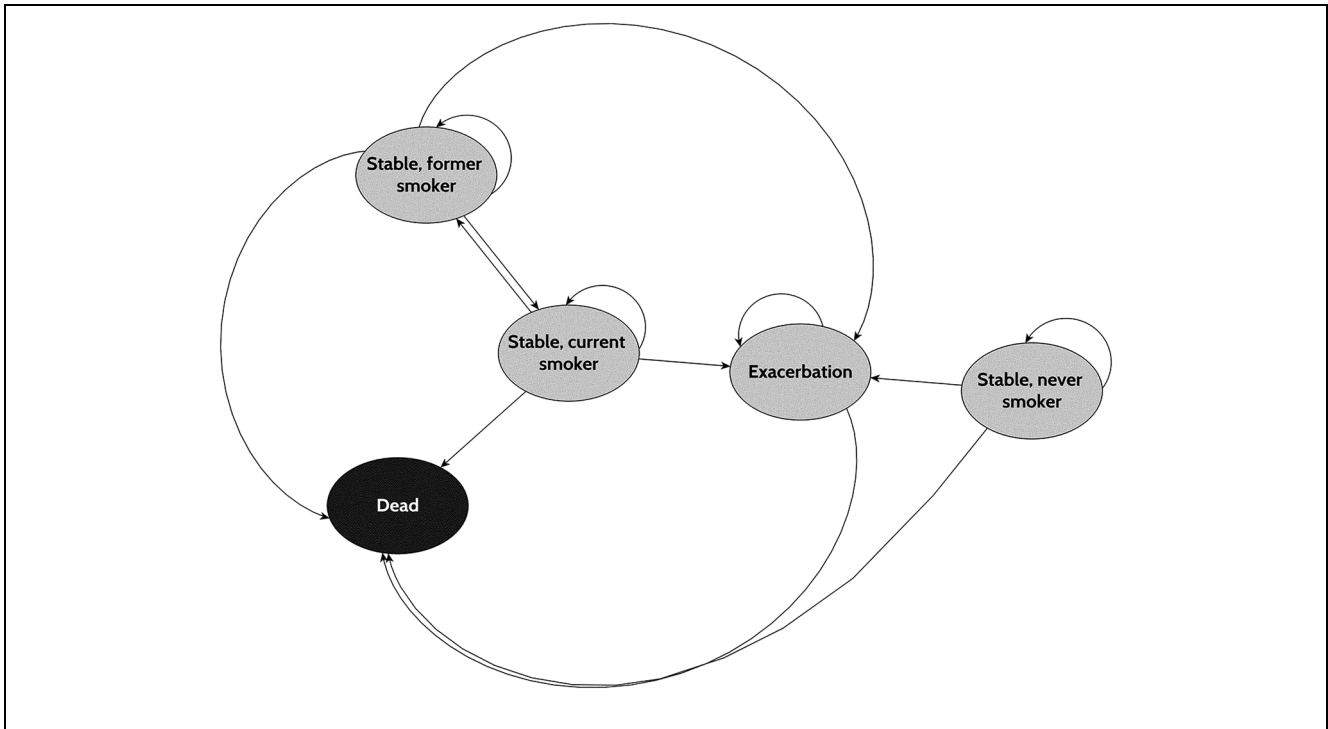 Stable, former
smoker
Stable, current
smoker
Exacerbation
Stable, never
smoker
Dead